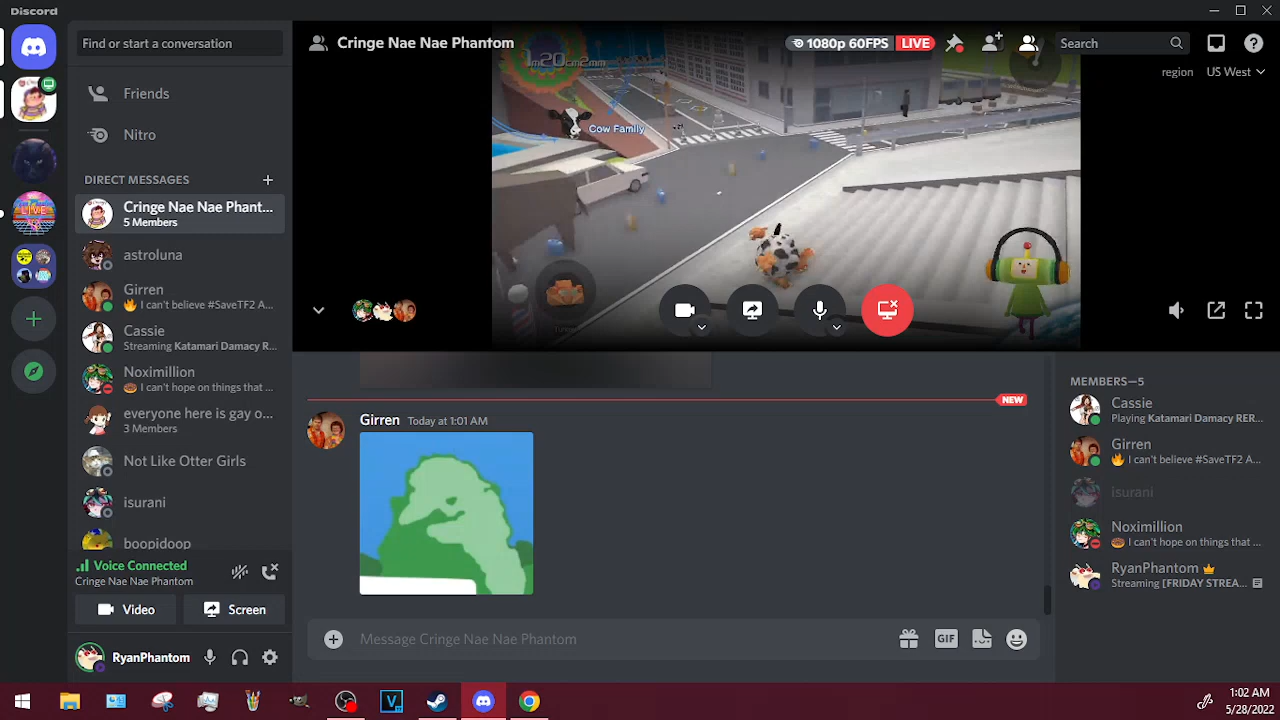 Discord
Find or start a conversation
Cringe Nae Nae Phantom
1080p 60FPS
LIVE
Search
region
US West
Friends
Nitro
DIRECT MESSAGES
Cringe Nae Nae Phant...
5 Members
astroluna
Girren
I can't believe #SaveTF2 A...
Cassie
Streaming Katamari Damacy R...
Noximillion
I can't hope on things that ...
everyone here is gay o...
3 Members
Not Like Otter Girls
isurani
boopidoop
LIVE
1m20cm2mm
Cow Family
NEW
Girren Today at 1:01 AM
Message Cringe Nae Nae Phantom
GIF
MEMBERS—5
Cassie
Playing Katamari Damacy RER...
Girren
I can't believe #SaveTF2 A...
isurani
Noximillion
I can't hope on things that ...
RyanPhantom
Streaming [FRIDAY STREA...
Voice Connected
Cringe Nae Nae Phantom
Video
Screen
RyanPhantom
V
1:02 AM
5/28/2022